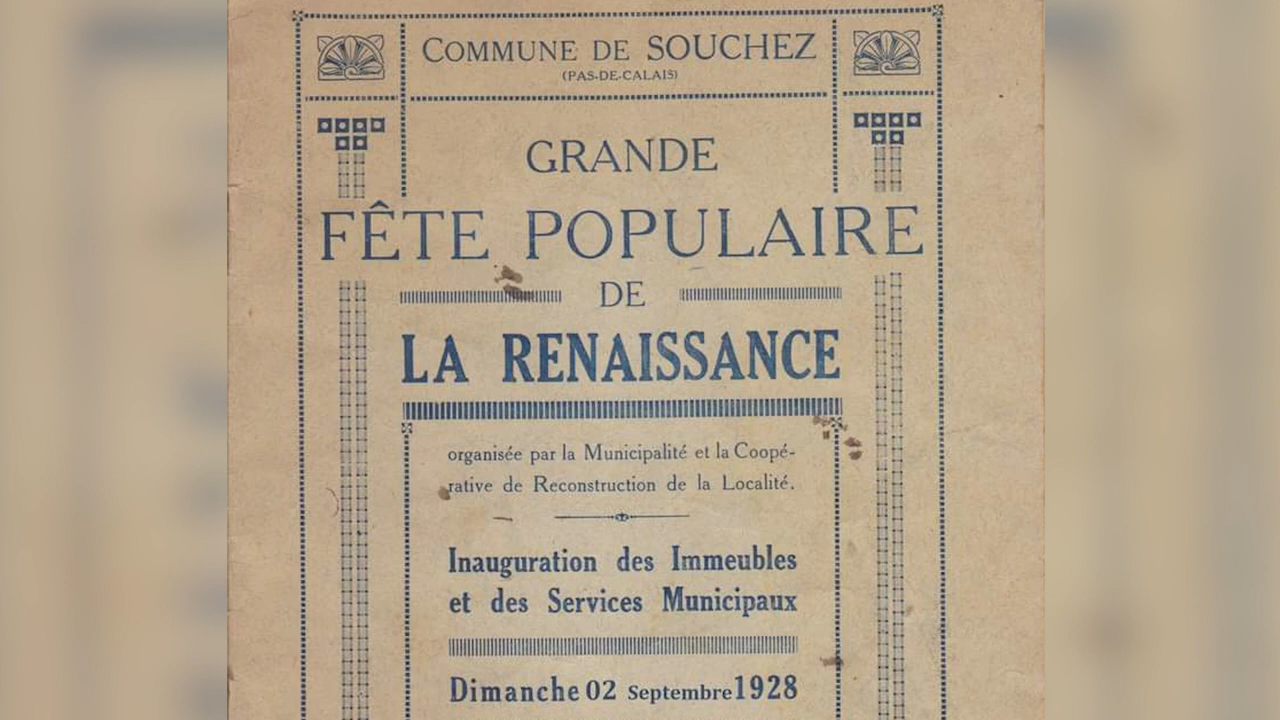 COMMUNE DE SOUCHEZ
(PAS-DE-CALAIS)
GRANDE
FÊTE POPULAIRE
DE
LA RENAISSANCE
organisée par la Municipalité et la Coopé-
rative de Reconstruction de la Localité.
Inauguration des Immeubles
et des Services Municipaux
Dimanche 02 Septembre 1928